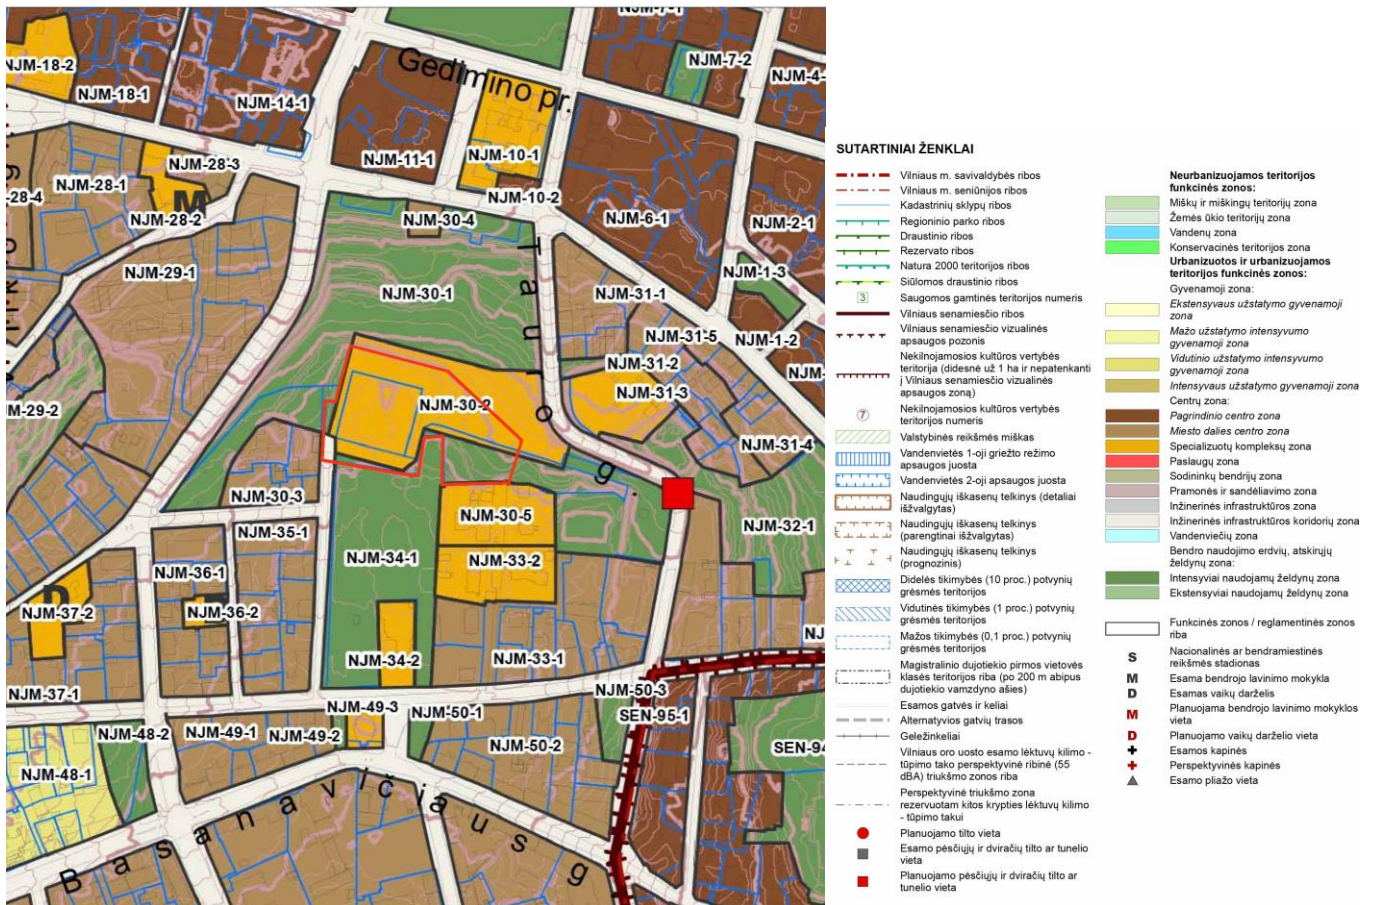 NJM-7-1
NJM-18-2
NJM-7-2
NJM-4-
NJM-18-1
NJM-14-1
Gedimino pr.
NJM-11-1
NJM-10-1
NJM-28-3
NJM-28-1
-28-4
M
NJM-10-2
NJM-28-2
NJM-30-4
NJM-6-1
NJM-2-1
NJM-29-1
NJM-1-3
NJM-30-1
NJM-31-1
Tauro g.
NJM-31-5
NJM-1-2
NJM-31-2
NJM-
NJM-31-3
NJM-30-2
M-29-2
NJM-31-4
NJM-30-3
NJM-30-5
NJM-32-1
NJM-35-1
NJM-34-1
NJM-33-2
NJM-36-1
D
NJM-37-2
NJM-36-2
NJ
NJM-34-2
NJM-33-1
NJM-37-1
NJM-50-3
NJM-49-3
NJM-50-1
SEN-95-1
NJM-48-2
NJM-49-1
NJM-49-2
NJM-50-2
SEN-94
NJM-48-1
Basanavičiaus g
SUTARTINIAI ŽENKLAI
Vilniaus m. savivaldybės ribos
Vilniaus m. seniūnijos ribos
Kadastrinių sklypų ribos
Regioninio parko ribos
Draustinio ribos
Rezervato ribos
Natura 2000 teritorijos ribos
Siūlomos draustinio ribos
3 Saugomos gamtinės teritorijos numeris
Vilniaus senamiesčio ribos
Vilniaus senamiesčio vizualinės
apsaugos pozonis
Nekilnojamosios kultūros vertybės
teritorija (didesnė už 1 ha ir nepatenkanti
į Vilniaus senamiesčio vizualinės
apsaugos zoną)
7 Nekilnojamosios kultūros vertybės
teritorijos numeris
Valstybinės reikšmės miškas
Vandenvietės 1-oji griežto režimo
apsaugos juosta
Vandenvietės 2-oji apsaugos juosta
Naudingųjų iškasenų telkinys (detaliai
išžvalgytas)
Naudingųjų iškasenų telkinys
(parengtinai išžvalgytas)
Naudingųjų iškasenų telkinys
(prognozinis)
Didelės tikimybės (10 proc.) potvynių
grėsmės teritorijos
Vidutinės tikimybės (1 proc.) potvynių
grėsmės teritorijos
Mažos tikimybės (0,1 proc.) potvynių
grėsmės teritorijos
Magistralinio dujotiekio pirmos vietovės
klasės teritorijos riba (po 200 m abipus
dujotiekio vamzdyno ašies)
Esamos gatvės ir keliai
Alternatyvios gatvių trasos
Geležinkeliai
Vilniaus oro uosto esamo lėktuvų kilimo -
tūpimo tako perspektyvinė ribinė (55
dBA) triukšmo zonos riba
Perspektyvinė triukšmo zona
rezervuotam kitos krypties lėktuvų kilimo
- tūpimo takui
Planuojamo tilto vieta
Esamo pėsčiųjų ir dviračių tilto ar tunelio
vieta
Planuojamo pėsčiųjų ir dviračių tilto ar
tunelio vieta
Neurbanizuojamos teritorijos
funkcinės zonos:
Miškų ir miškingų teritorijų zona
Žemės ūkio teritorijų zona
Vandenų zona
Konservacinės teritorijos zona
Urbanizuotos ir urbanizuojamos
teritorijos funkcinės zonos:
Gyvenamoji zona:
Ekstensyvaus užstatymo gyvenamoji
zona
Mažo užstatymo intensyvumo
gyvenamoji zona
Vidutinio užstatymo intensyvumo
gyvenamoji zona
Intensyvaus užstatymo gyvenamoji zona
Centrų zona:
Pagrindinio centro zona
Miesto dalies centro zona
Specializuotų kompleksų zona
Paslaugų zona
Sodininkų bendrijų zona
Pramonės ir sandėliavimo zona
Inžinerinės infrastruktūros zona
Inžinerinės infrastruktūros koridorių zona
Vandenviečių zona
Bendro naudojimo erdvių, atskirųjų
želdynų zona:
Intensyviai naudojamų želdynų zona
Ekstensyviai naudojamų želdynų zona
Funkcinės zonos / reglamentinės zonos
riba
S Nacionalinės ar bendramiestinės
reikšmės stadionas
M Esama bendrojo lavinimo mokykla
D Esamas vaikų darželis
M Planuojama bendrojo lavinimo mokyklos
vieta
D Planuojamo vaikų darželio vieta
Esamos kapinės
Perspektyvinės kapinės
Esamo pliažo vieta